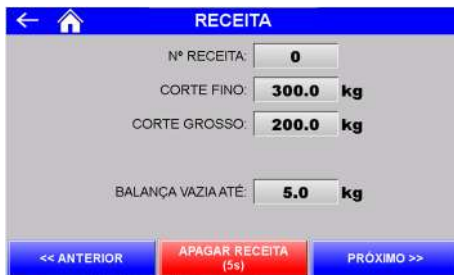 RECEITA
Nº RECEITA: 0
CORTE FINO: 300.0 kg
CORTE GROSSO: 200.0 kg
BALANÇA VAZIA ATÉ: 5.0 kg
<< ANTERIOR APAGAR RECEITA PRÓXIMO >>
(5s)